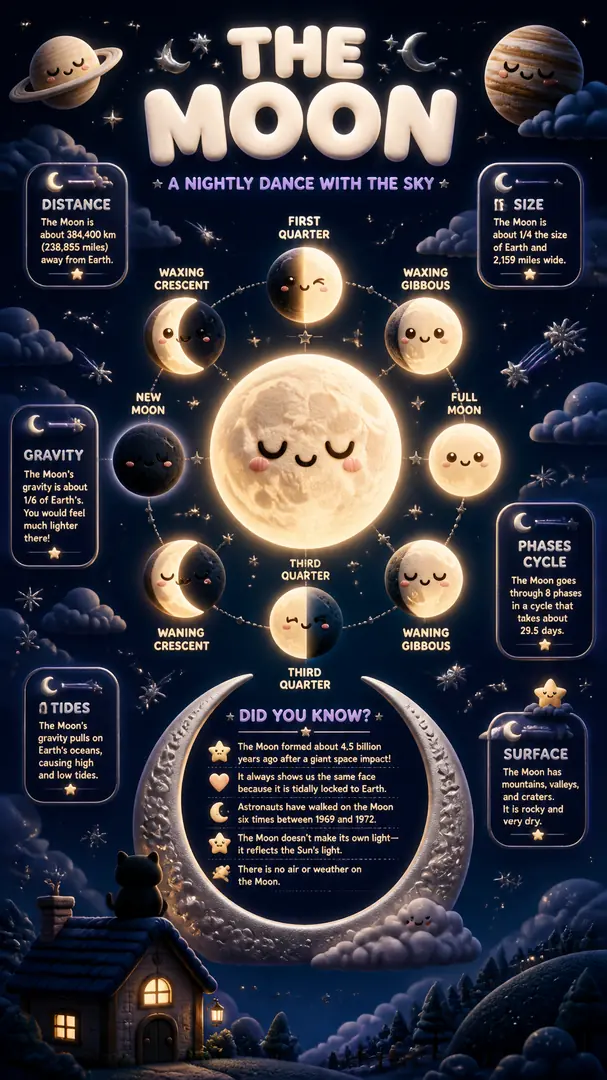 THE
MOON
A NIGHTLY DANCE WITH THE SKY
DISTANCE
The Moon is
about 384,400 km
(238,855 miles)
away from Earth.
SIZE
The Moon is
about 1/4 the size
of Earth and
2,159 miles wide.
FIRST
QUARTER
WAXING
CRESCENT
WAXING
GIBBOUS
NEW
MOON
FULL
MOON
GRAVITY
The Moon's
gravity is about
1/6 of Earth's.
You would feel
much lighter
there!
PHASES
CYCLE
The Moon goes
through 8 phases
in a cycle that
takes about
29.5 days.
THIRD
QUARTER
WANING
CRESCENT
WANING
GIBBOUS
THIRD
QUARTER
TIDES
The Moon's
gravity pulls on
Earth's oceans,
causing high
and low tides.
DID YOU KNOW?
The Moon formed about 4.5 billion
years ago after a giant space impact!
It always shows us the same face
because it is tidally locked to Earth.
Astronauts have walked on the Moon
six times between 1969 and 1972.
The Moon doesn't make its own light—
it reflects the Sun's light.
There is no air or weather on
the Moon.
SURFACE
The Moon has
mountains, valleys,
and craters.
It is rocky and
very dry.